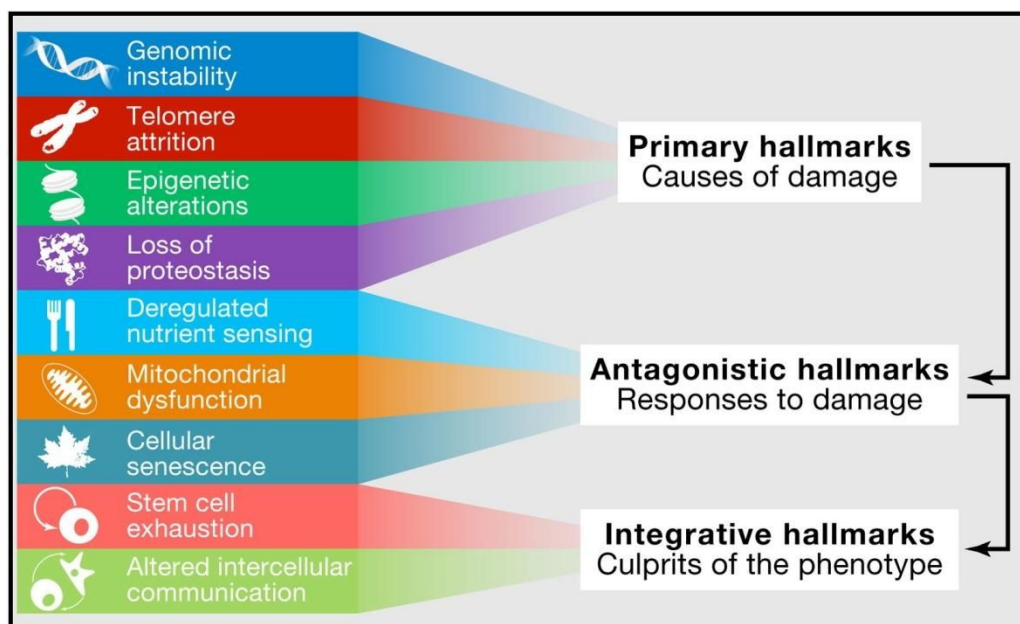 Genomic
instability
Telomere
attrition
Epigenetic
alterations
Loss of
proteostasis
Deregulated
nutrient sensing
Mitochondrial
dysfunction
Cellular
senescence
Stem cell
exhaustion
Altered intercellular
communication
Primary hallmarks
Causes of damage
Antagonistic hallmarks
Responses to damage
Integrative hallmarks
Culprits of the phenotype